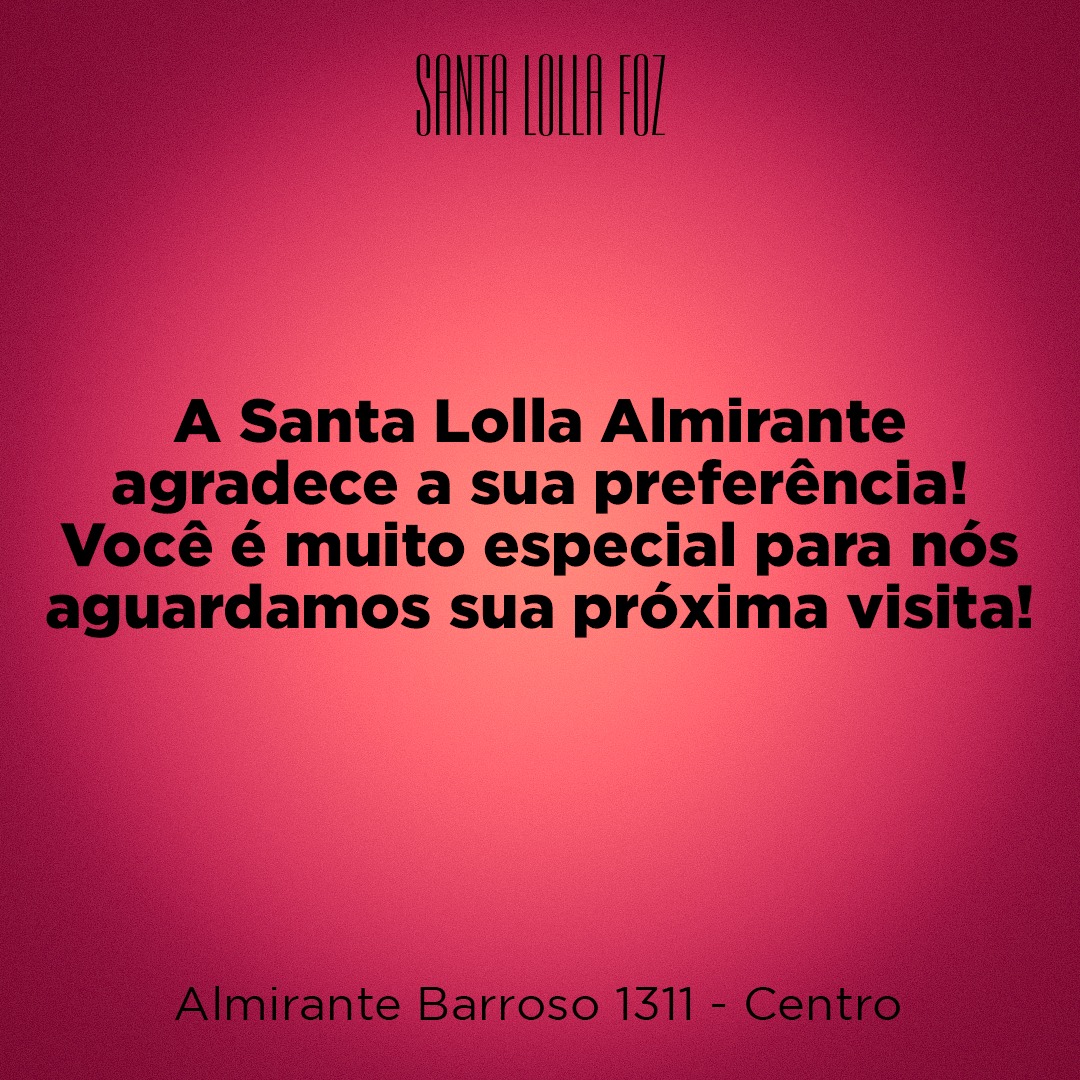 SANTA LOLLA FOZ
A Santa Lolla Almirante
agradece a sua preferência!
Você é muito especial para nós
aguardamos sua próxima visita!
Almirante Barroso 1311 - Centro